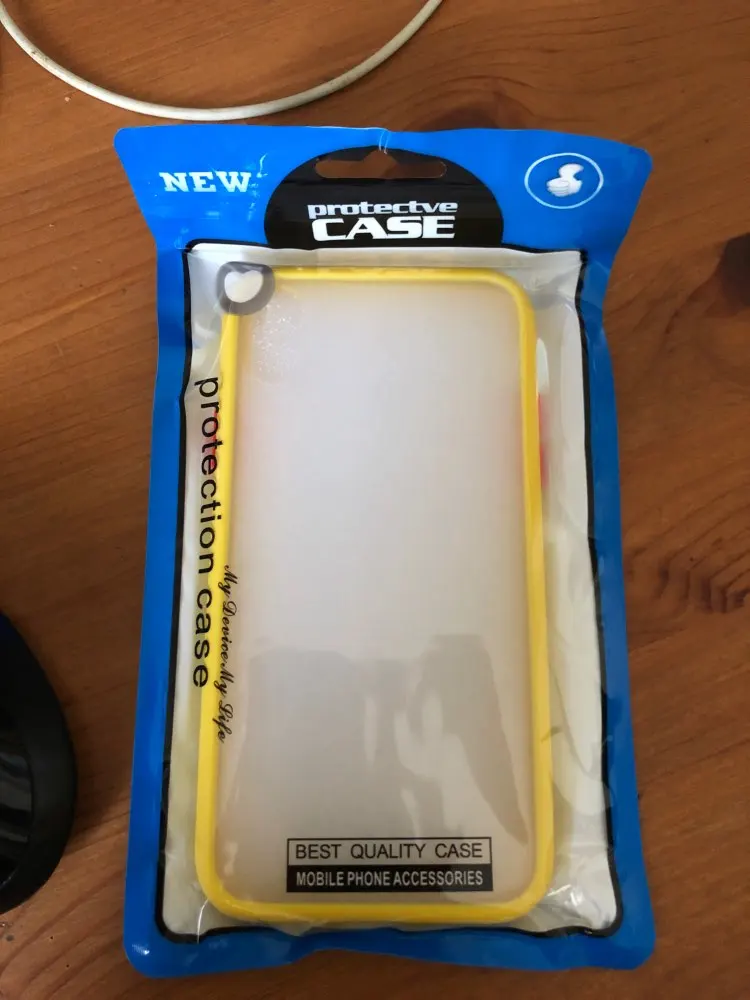 NEW
protectve
CASE
protection case
My Device My Life
BEST QUALITY CASE
MOBILE PHONE ACCESSORIES